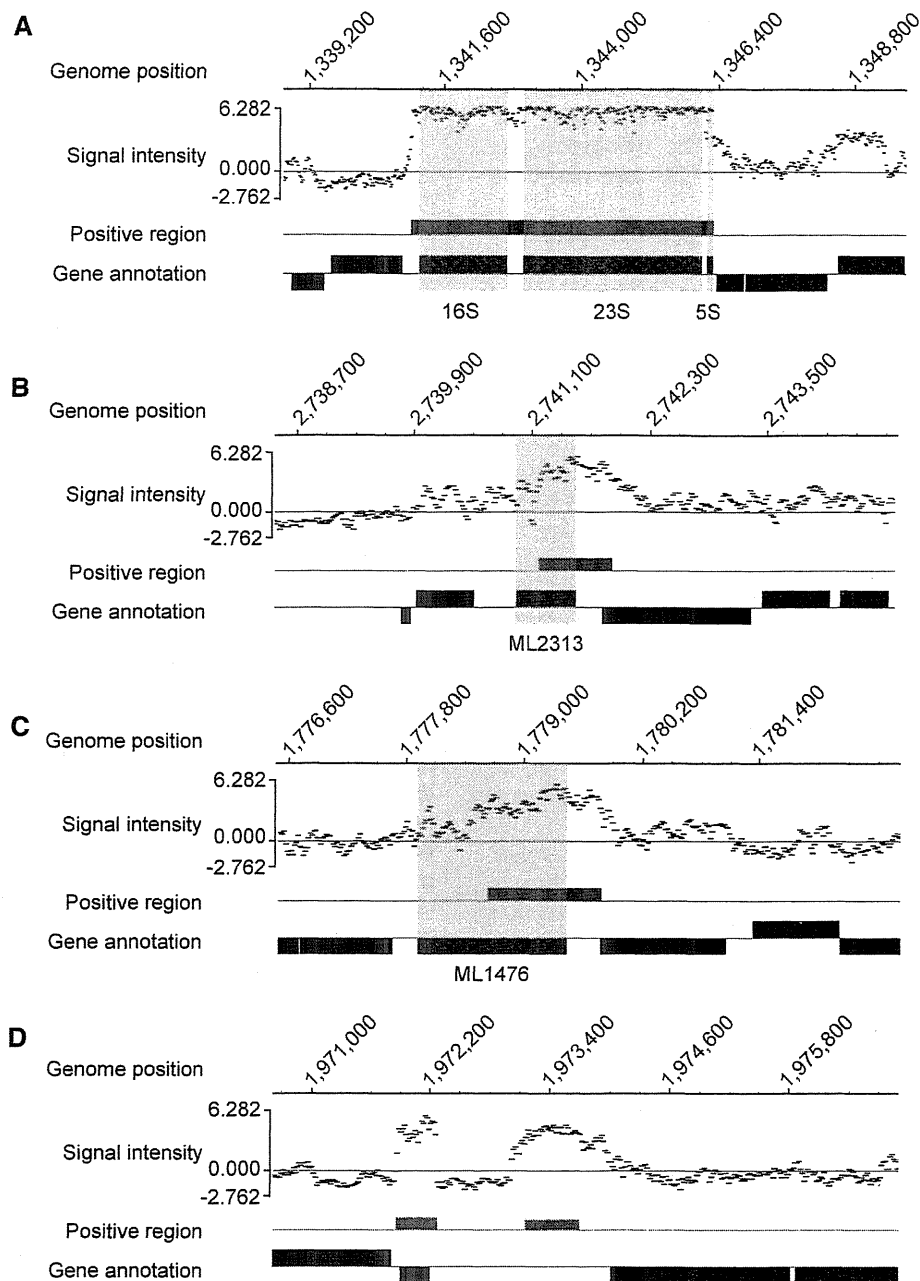 A
Genome position 1,339,200 1,341,600 1,344,000 1,346,400 1,348,800
6.282
Signal intensity
0.000
-2.762
Positive region
Gene annotation
16S 23S 5S
B
Genome position 2,738,700 2,739,900 2,741,100 2,742,300 2,743,500
6.282
Signal intensity
0.000
-2.762
Positive region
Gene annotation
ML2313
C
Genome position 1,776,600 1,777,800 1,779,000 1,780,200 1,781,400
6.282
Signal intensity
0.000
-2.762
Positive region
Gene annotation
ML1476
D
Genome position 1,971,000 1,972,200 1,973,400 1,974,600 1,975,800
6.282
Signal intensity
0.000
-2.762
Positive region
Gene annotation